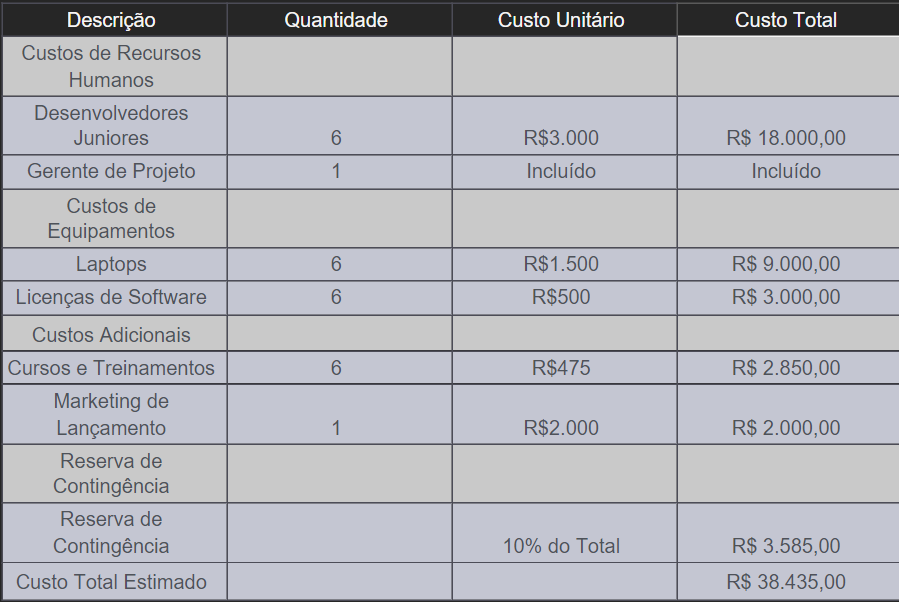 Descrição Quantidade Custo Unitário Custo Total
Custos de Recursos
Humanos
Desenvolvedores
Juniores 6 R$3.000 R$ 18.000,00
Gerente de Projeto 1 Incluído Incluído
Custos de
Equipamentos
Laptops 6 R$1.500 R$ 9.000,00
Licenças de Software 6 R$500 R$ 3.000,00
Custos Adicionais
Cursos e Treinamentos 6 R$475 R$ 2.850,00
Marketing de
Lançamento 1 R$2.000 R$ 2.000,00
Reserva de
Contingência
Reserva de
Contingência 10% do Total R$ 3.585,00
Custo Total Estimado R$ 38.435,00